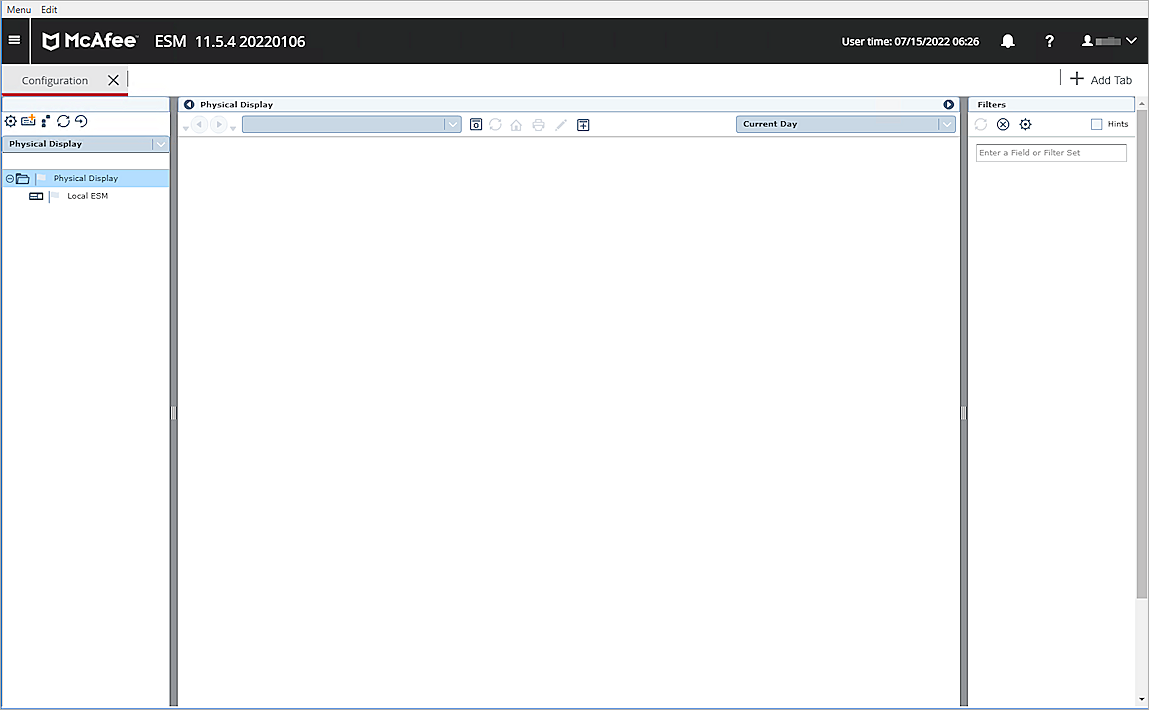 Menu Edit
McAfee ESM 11.5.4 20220106 User time: 07/15/2022 06:26 ?
Configuration Add Tab
Physical Display Filters
Current Day Hints
Physical Display
Enter a Field or Filter Set
Physical Display
Local ESM